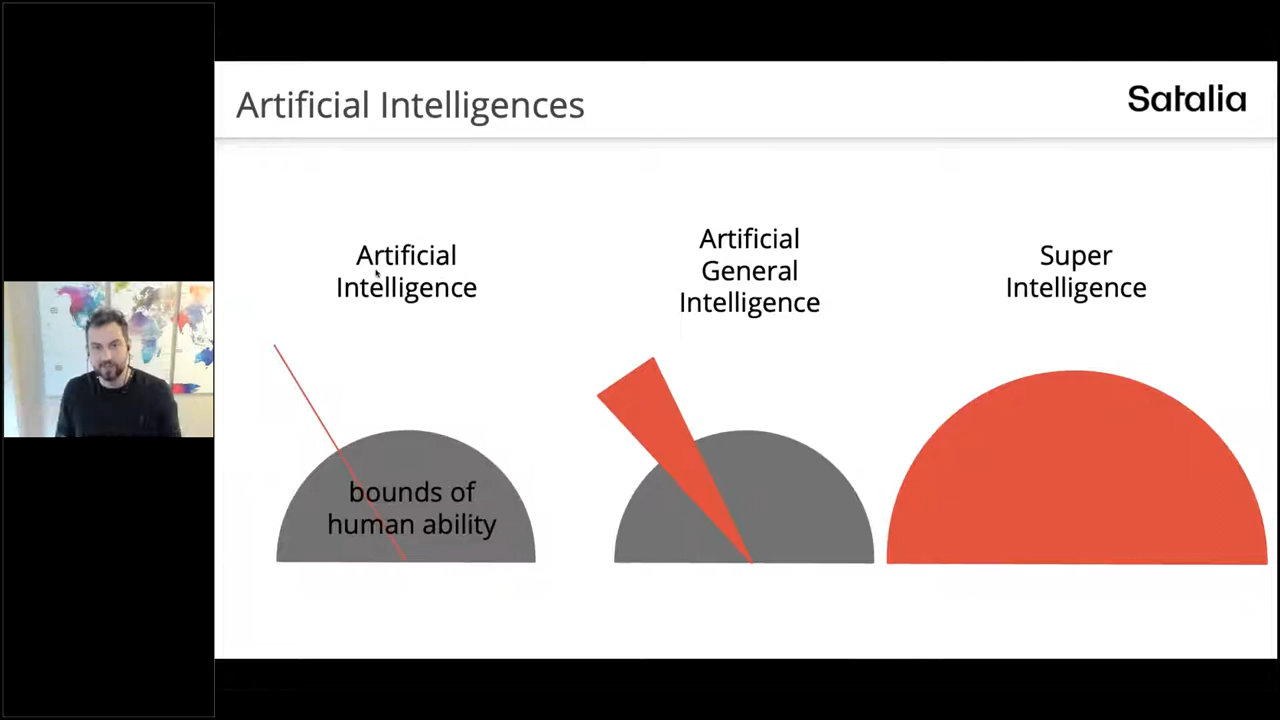 Artificial Intelligences
Satalia
Artificial
Intelligence
Artificial
General
Intelligence
Super
Intelligence
bounds of
human ability